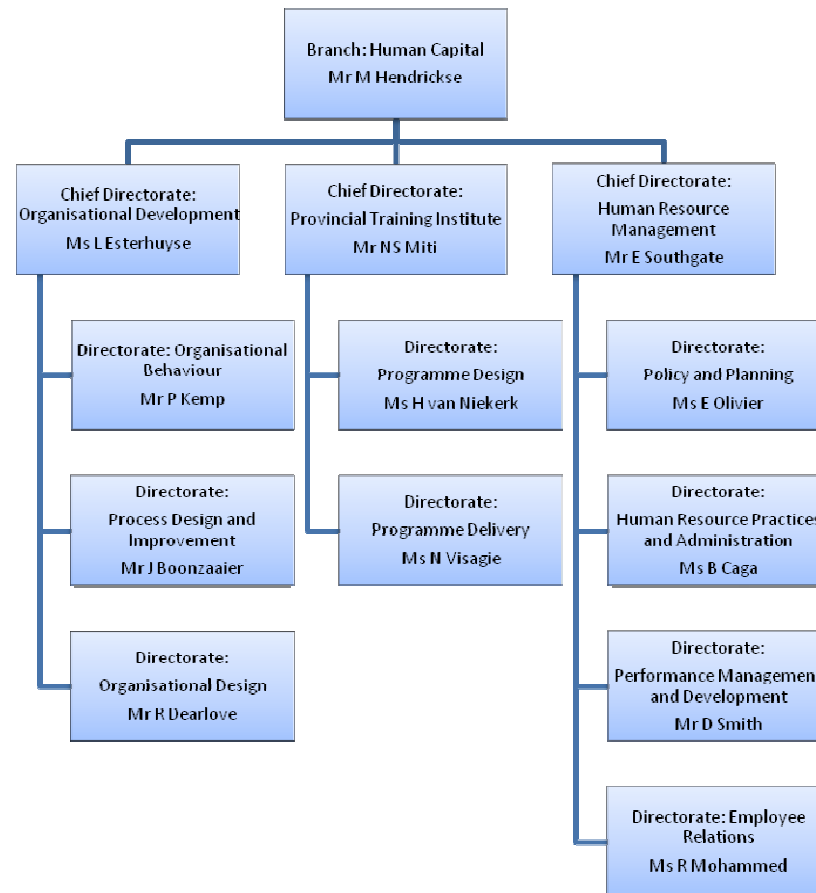 Branch: Human Capital
Mr M Hendrickse
Chief Directorate:
Organisational Development
Ms L Esterhuyse
Chief Directorate:
Provincial Training Institute
Mr NS Miti
Chief Directorate:
Human Resource
Management
Mr E Southgate
Directorate: Organisational
Behaviour
Mr P Kemp
Directorate:
Programme Design
Ms H van Niekerk
Directorate:
Policy and Planning
Ms E Olivier
Directorate:
Process Design and
Improvement
Mr J Boonzaaier
Directorate:
Programme Delivery
Ms N Visagie
Directorate:
Human Resource Practices
and Administration
Ms B Caga
Directorate:
Organisational Design
Mr R Dearlove
Directorate:
Performance Managemen
and Development
Mr D Smith
Directorate: Employee
Relations
Ms R Mohammed